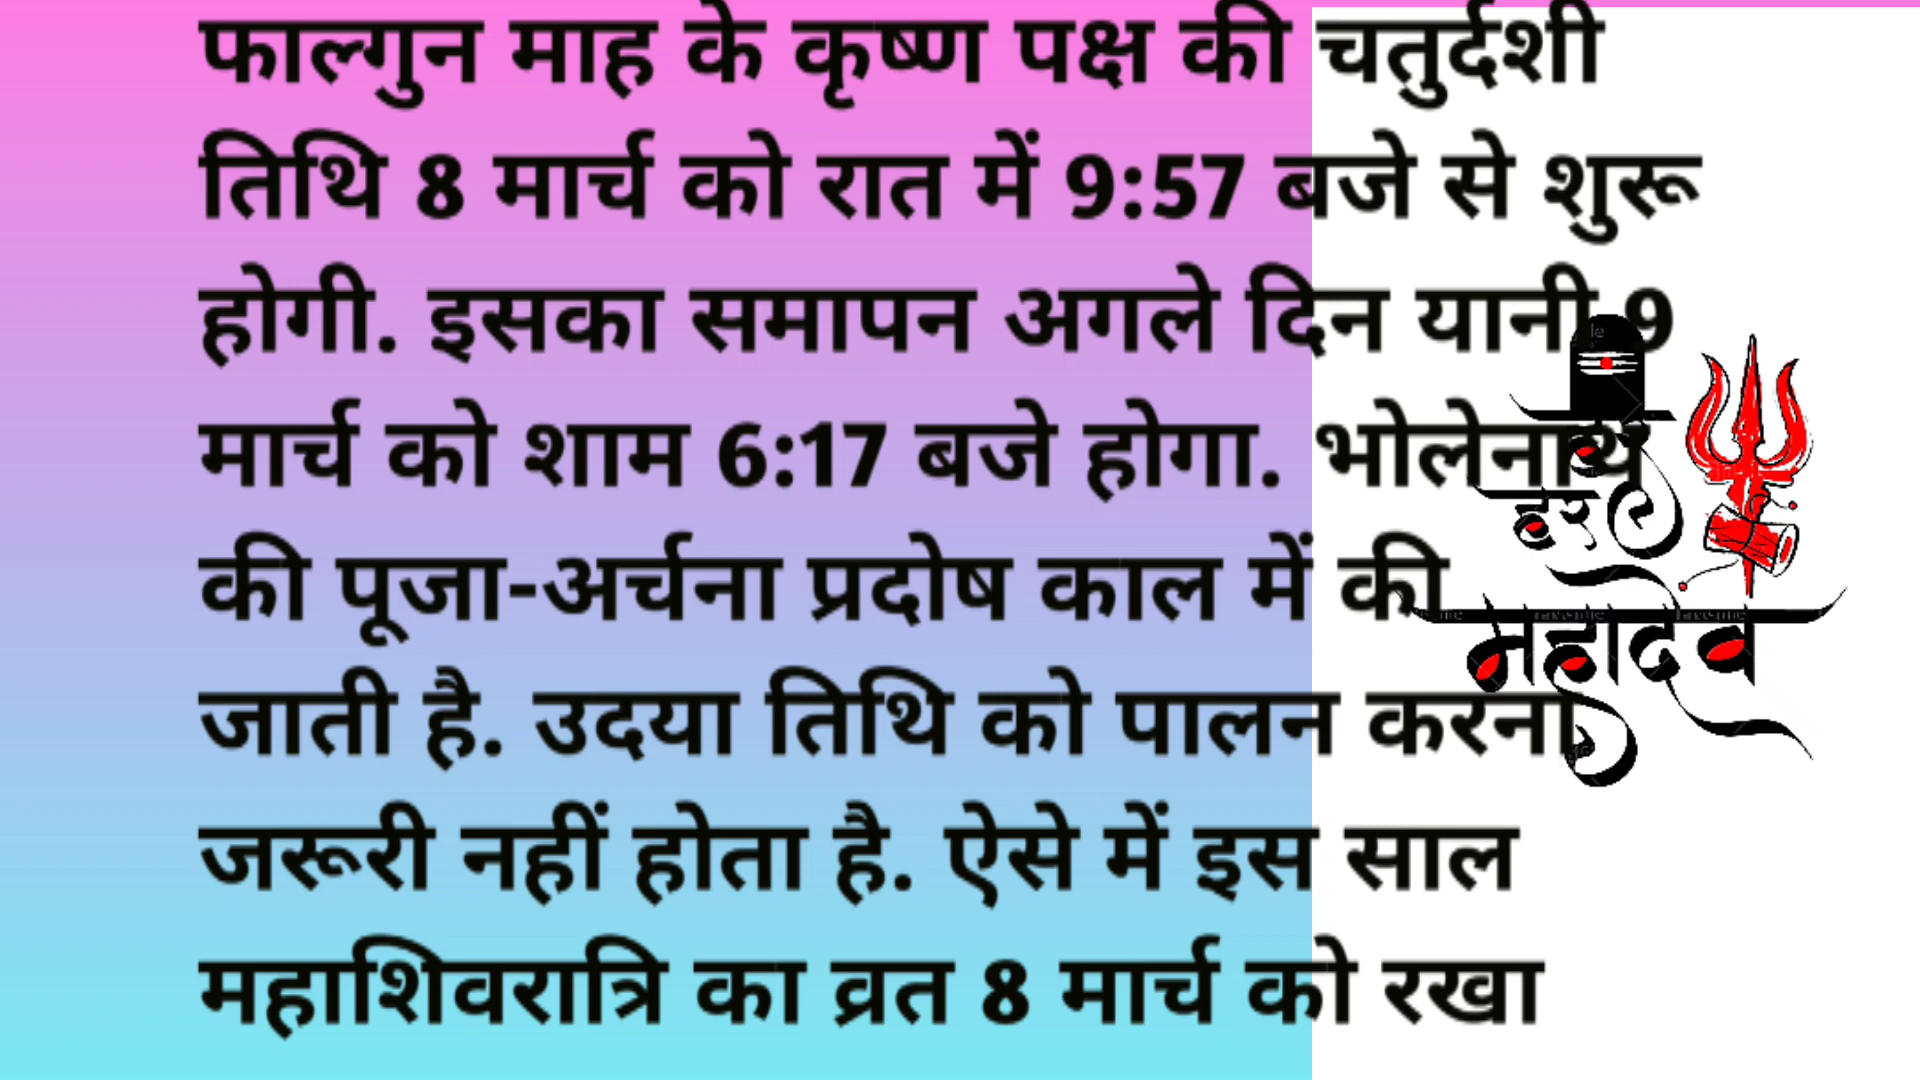 फाल्गुन माह के कृष्ण पक्ष की चतुर्दशी
तिथि 8 मार्च को रात में 9:57 बजे से शुरू
होगी. इसका समापन अगले दिन यानी 9
मार्च को शाम 6:17 बजे होगा. भोलेनाथ
की पूजा-अर्चना प्रदोष काल में की
जाती है. उदया तिथि को पालन करना
जरूरी नहीं होता है. ऐसे में इस साल
महाशिवरात्रि का व्रत 8 मार्च को रखा
हर हर
महादेव